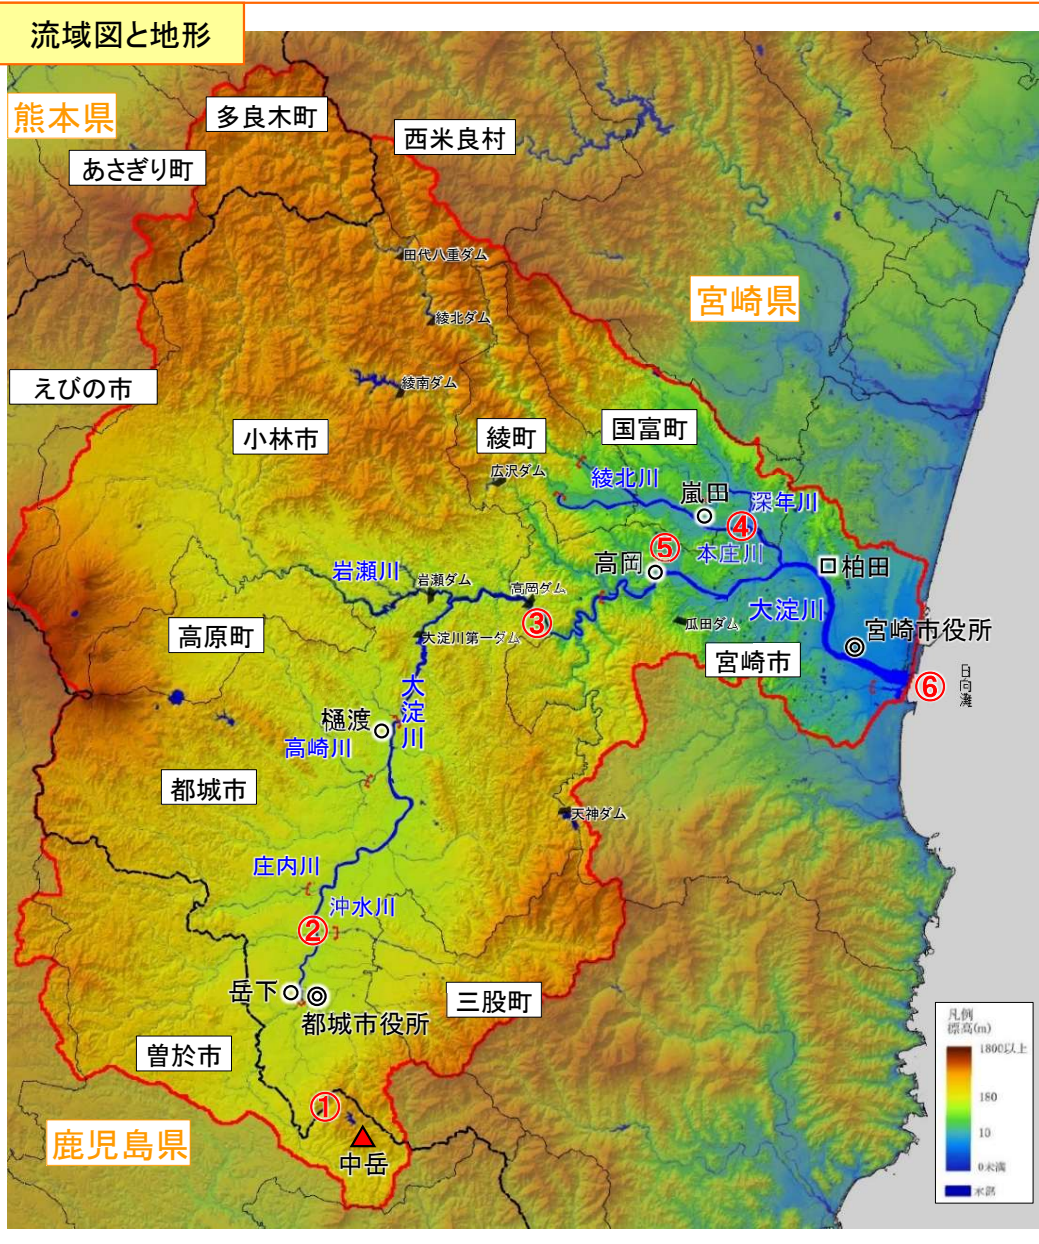 流域図と地形
熊本県
多良木町
西米良村
あさぎり町
田代八重ダム
宮崎県
綾北ダム
えびの市
綾南ダム
小林市
綾町
国富町
広沢ダム
綾北川
嵐田
深年川
④
⑤
本庄川
高岡
柏田
岩瀬川
岩瀬ダム
高岡ダム
大淀川
③
瓜田ダム
高原町
大淀川第一ダム
宮崎市役所
宮崎市
⑥
日向灘
大淀川
樋渡
高崎川
都城市
天神ダム
庄内川
沖水川
②
岳下
都城市役所
三股町
曽於市
①
鹿児島県
中岳
凡例
標高(m)
1800以上
180
10
0未満
水部